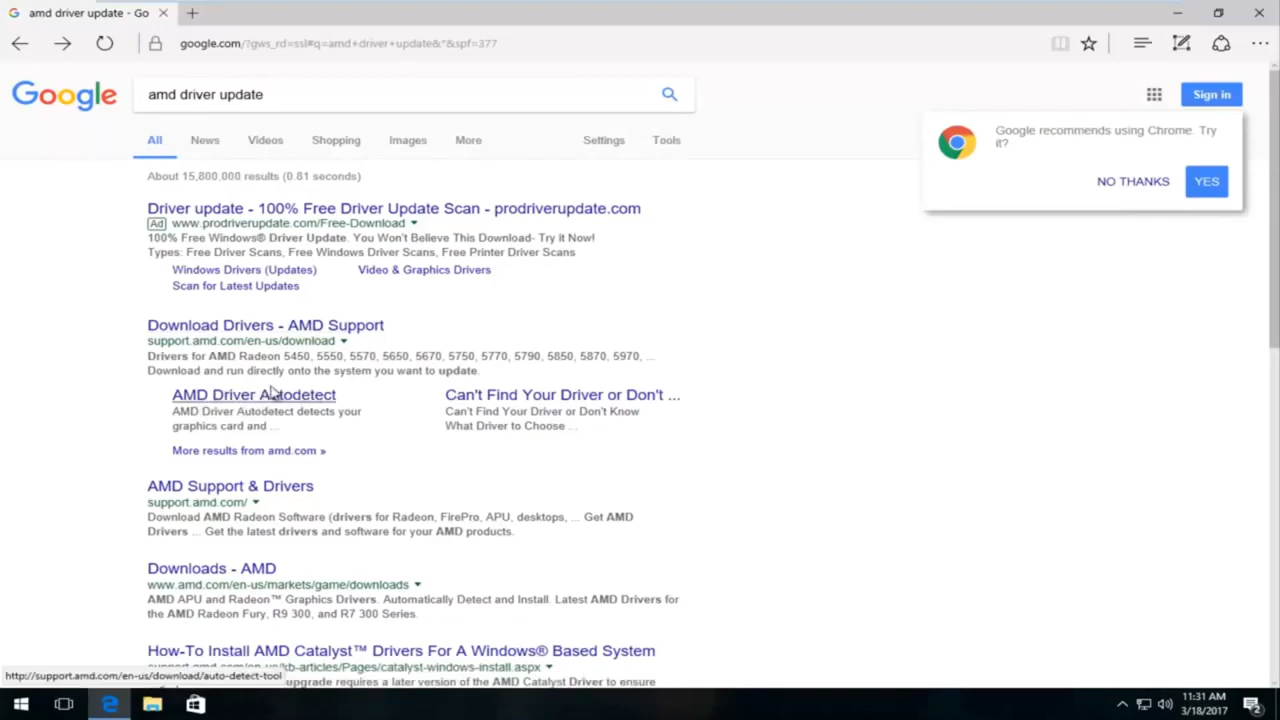 amd driver update - Go
google.com/?gws_rd=ssl#q=amd+driver+update&*&spf=377
Google
amd driver update
Sign in
Google recommends using Chrome. Try
it?
NO THANKS
YES
All
News
Videos
Shopping
Images
More
Settings
Tools
About 15,800,000 results (0.81 seconds)
Driver update - 100% Free Driver Update Scan - prodriverupdate.com
Ad www.prodriverupdate.com/Free-Download
100% Free Windows® Driver Update. You Won't Believe This Download- Try it Now!
Types: Free Driver Scans, Free Windows Driver Scans, Free Printer Driver Scans
Windows Drivers (Updates)
Video & Graphics Drivers
Scan for Latest Updates
Download Drivers - AMD Support
support.amd.com/en-us/download
Drivers for AMD Radeon 5450, 5550, 5570, 5650, 5670, 5750, 5770, 5790, 5850, 5870, 5970, ...
Download and run directly onto the system you want to update.
AMD Driver Autodetect
AMD Driver Autodetect detects your
graphics card and ...
Can't Find Your Driver or Don't ...
Can't Find Your Driver or Don't Know
What Driver to Choose ...
More results from amd.com »
AMD Support & Drivers
support.amd.com/
Download AMD Radeon Software (drivers for Radeon, FirePro, APU, desktops, ... Get AMD
Drivers ... Get the latest drivers and software for your AMD products.
Downloads - AMD
www.amd.com/en-us/markets/game/downloads
AMD APU and Radeon™ Graphics Drivers. Automatically Detect and Install. Latest AMD Drivers for
the AMD Radeon Fury, R9 300, and R7 300 Series.
How-To Install AMD Catalyst™ Drivers For A Windows® Based System
support.amd.com/en-us/kb-articles/Pages/catalyst-windows-install.aspx
http://support.amd.com/en-us/download/auto-detect-tool
upgrade requires a later version of the AMD Catalyst Driver to ensure
11:31 AM
3/18/2017
2